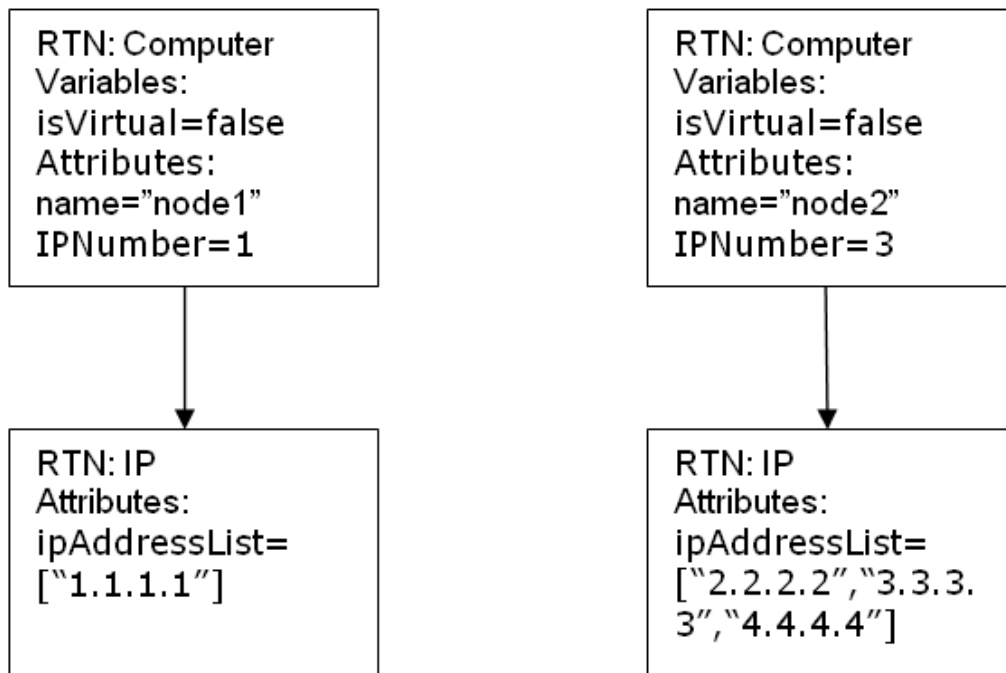 RTN: Computer
Variables:
isVirtual=false
Attributes:
name=”node1”
IPNumber=1
RTN: Computer
Variables:
isVirtual=false
Attributes:
name=”node2”
IPNumber=3
RTN: IP
Attributes:
ipAddressList=
[“1.1.1.1”]
RTN: IP
Attributes:
ipAddressList=
[“2.2.2.2”,“3.3.3.
3”,“4.4.4.4”]